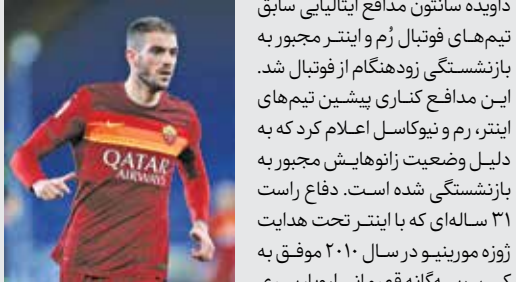 داویده سانتون مدافع ایتالیایی سابق
تیم‌های فوتبال رُم و اینتر مجبور به
بازنشستگی زودهنگام از فوتبال شد.
این مدافع کناری پیشین تیم‌های
اینتر، رم و نیوکاسل اعلام کرد که به
دلیل وضعیت زانوهایش مجبور به
بازنشستگی شده است. دفاع راست
۳۱ ساله‌ای که با اینتر تحت هدایت
ژوزه مورینیو در سال ۲۰۱۰ موفق به
QATAR
AIRWAYS